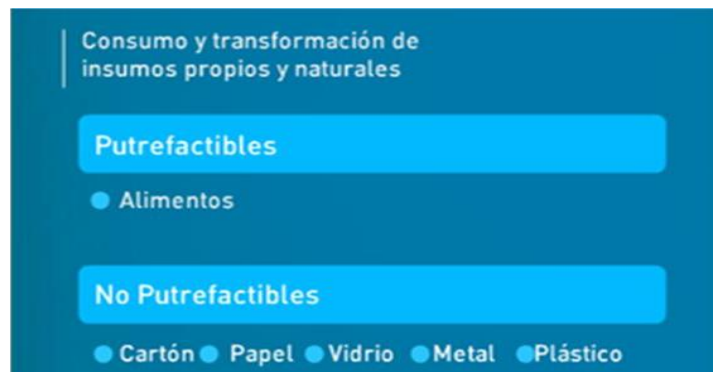 Consumo y transformación de
insumos propios y naturales
Putrefactibles
Alimentos
No Putrefactibles
Cartón Papel Vidrio Metal Plástico